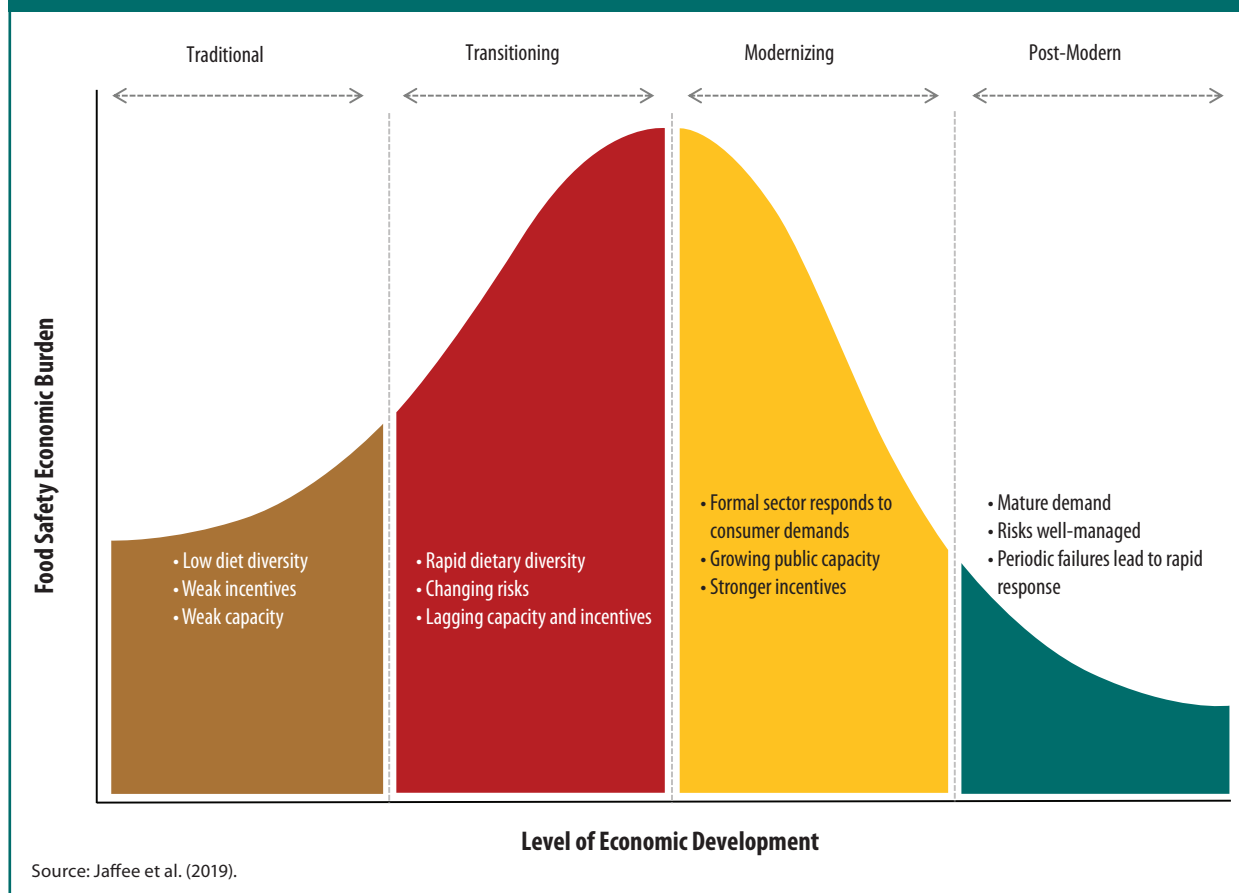 Traditional
Transitioning
Modernizing
Post-Modern
Food Safety Economic Burden
• Low diet diversity
• Weak incentives
• Weak capacity
• Rapid dietary diversity
• Changing risks
• Lagging capacity and incentives
• Formal sector responds to
consumer demands
• Growing public capacity
• Stronger incentives
• Mature demand
• Risks well-managed
• Periodic failures lead to rapid
response
Level of Economic Development
Source: Jaffee et al. (2019).